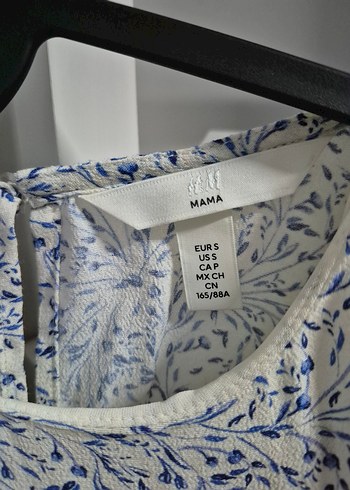 H&M
MAMA
EUR S
US S
CA P
MX CH
CN
165/88A